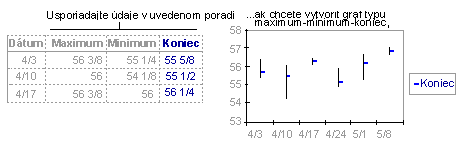 Usporiadajte údaje v uvedenom poradí
...ak chcete vytvoriť graf typu
maximum-minimum-koniec,
Dátum Maximum Minimum Koniec
4/3 56 3/8 55 1/4 55 5/8
4/10 56 54 1/8 55 1/2
4/17 56 3/8 56 56 1/4
58
57
56
55
54
53
4/3 4/10 4/17 4/24 5/1 5/8
Koniec